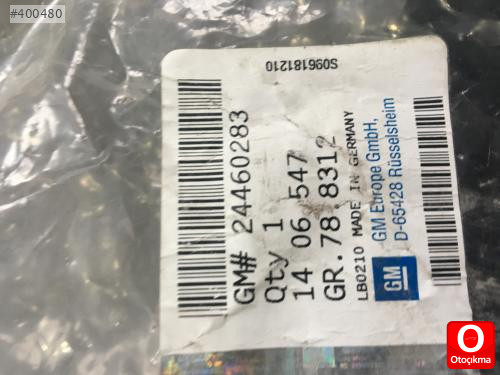 #400480
S096181210
GM# 24460283
Qty 1
14 06 547
GR.78 8312
LB0210 MADE IN GERMANY
GM
GM Europe GmbH,
D-65428 Rüsselsheim
O
Otoçıkma